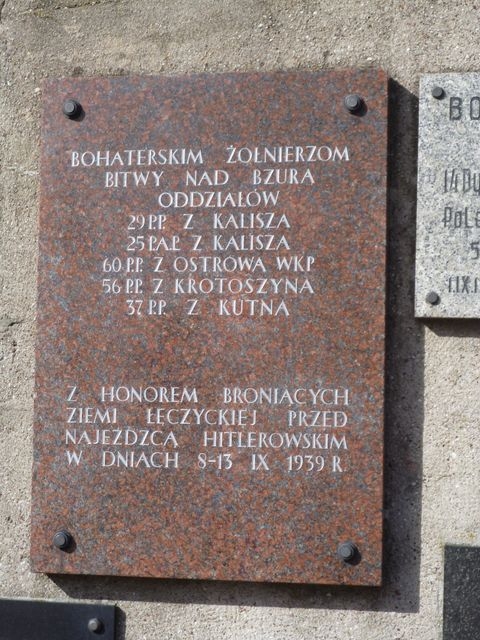 BOHATERSKIM ŻOŁNIERZOM
BITWY NAD BZURĄ
ODDZIAŁÓW
29 P.P. Z KALISZA
25 P.A.P. Z KALISZA
60 P.P. Z OSTROWA WKP
56 P.P. Z KROTOSZYNA
37 P.P. Z KUTNA
Z HONOREM BRONIĄCYCH
ZIEMI ŁĘCZYCKIEJ PRZED
NAJEŹDZCĄ HITLEROWSKIM
W DNIACH 8-13 IX 1939 R.